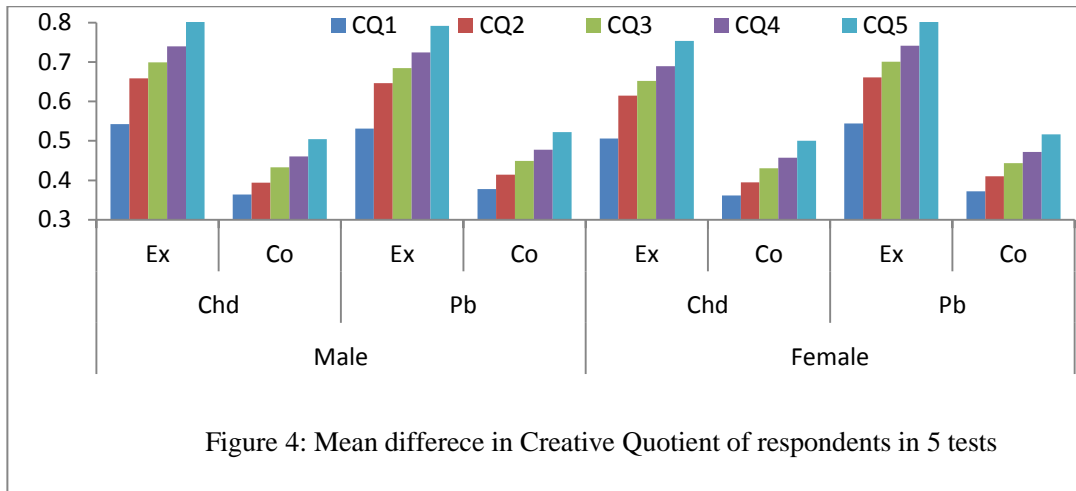 0.8
CQ1 CQ2 CQ3 CQ4 CQ5
0.7
0.6
0.5
0.4
0.3
Ex Co Ex Co Ex Co Ex Co
Chd Pb Chd Pb
Male Female
Figure 4: Mean differece in Creative Quotient of respondents in 5 tests